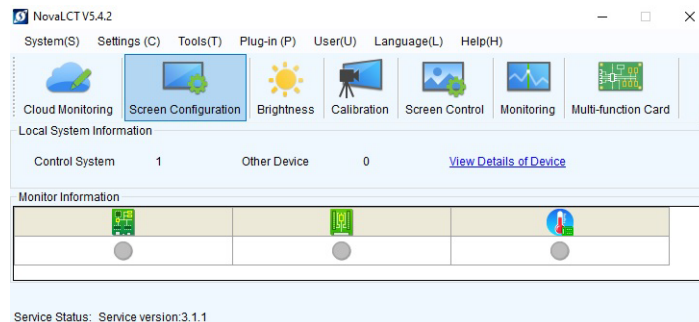 NovaLCT V5.4.2
System(S) Settings (C) Tools(T) Plug-in (P) User(U) Language(L) Help(H)
Cloud Monitoring Screen Configuration Brightness Calibration Screen Control Monitoring Multi-function Card
Local System Information
Control System 1 Other Device 0 View Details of Device
Monitor Information
Service Status: Service version:3.1.1